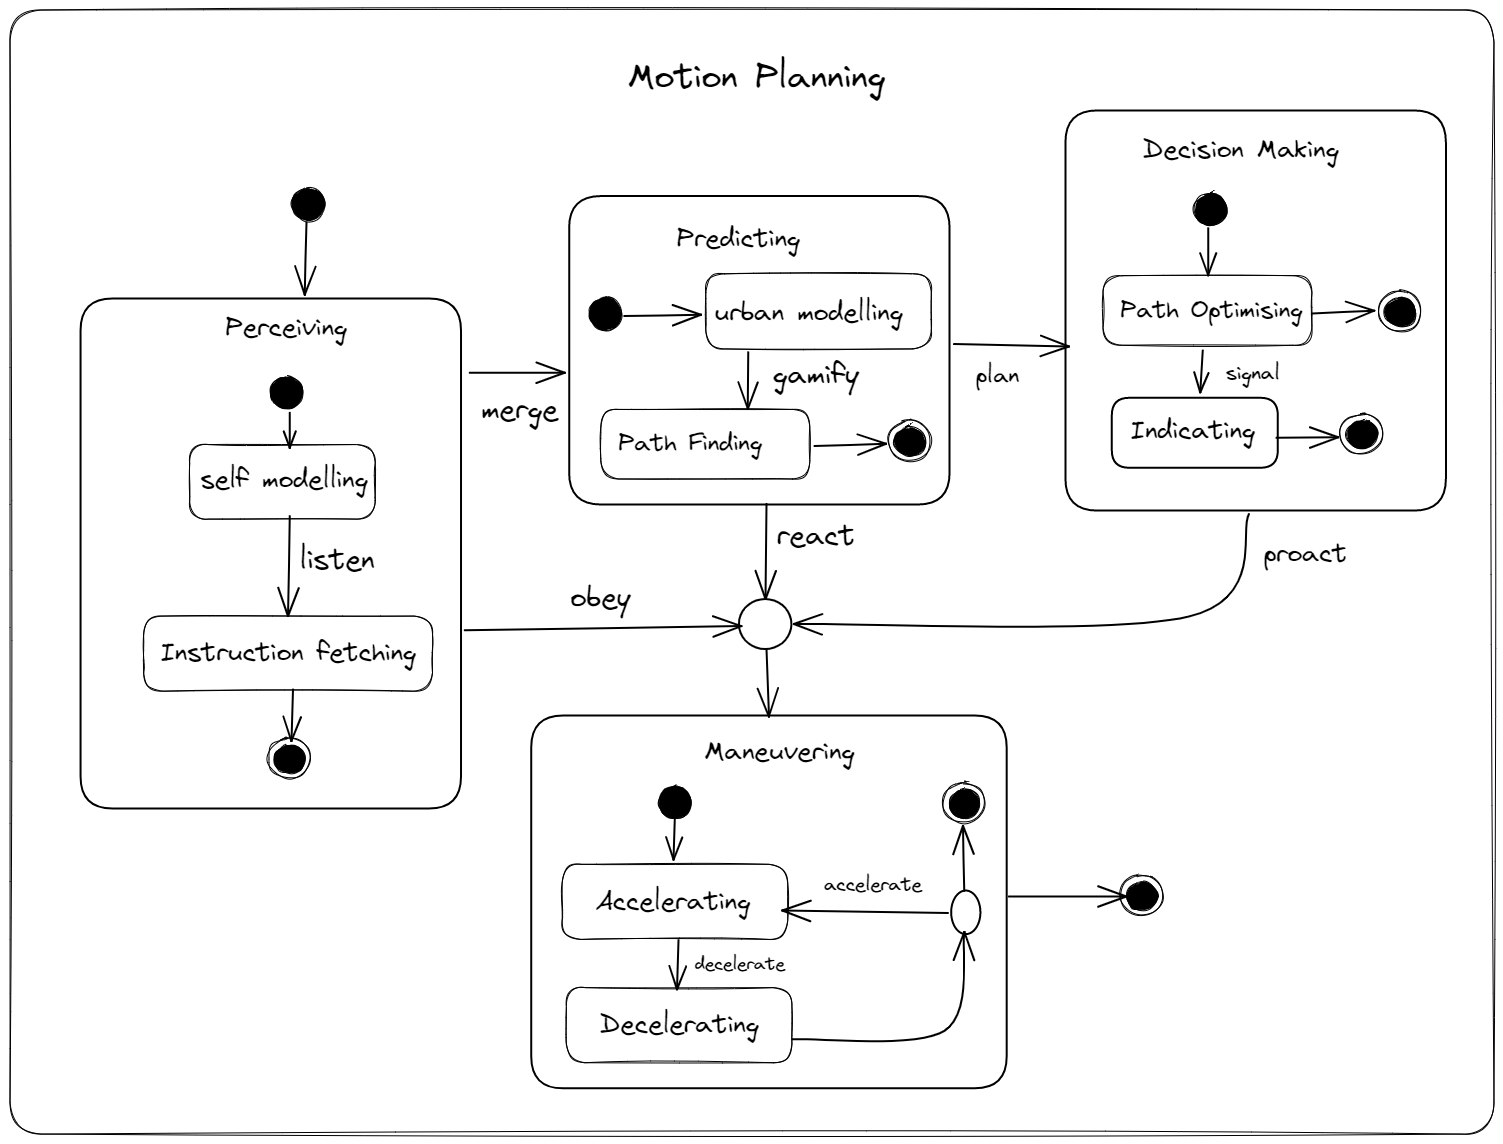 Motion Planning
Perceiving
self modelling
listen
Instruction fetching
merge
obey
Predicting
urban modelling
gamify
Path Finding
react
plan
Decision Making
Path Optimising
signal
Indicating
proact
Maneuvering
Accelerating
accelerate
decelerate
Decelerating